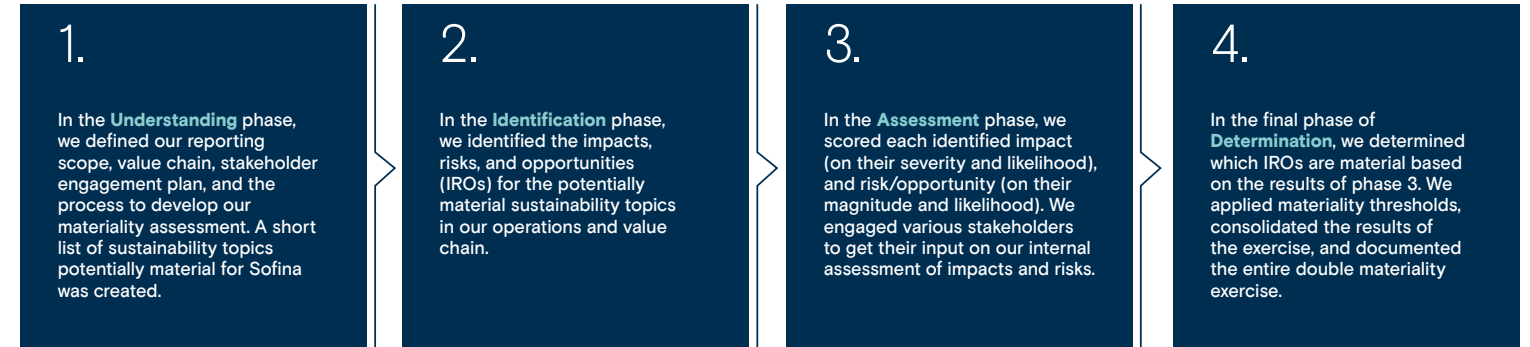 1.
In the Understanding phase,
we defined our reporting
scope, value chain, stakeholder
engagement plan, and the
process to develop our
materiality assessment. A short
list of sustainability topics
potentially material for Sofina
was created.
2.
In the Identification phase,
we identified the impacts,
risks, and opportunities
(IROs) for the potentially
material sustainability topics
in our operations and value
chain.
3.
In the Assessment phase, we
scored each identified impact
(on their severity and likelihood),
and risk/opportunity (on their
magnitude and likelihood). We
engaged various stakeholders
to get their input on our internal
assessment of impacts and risks.
4.
In the final phase of
Determination, we determined
which IROs are material based
on the results of phase 3. We
applied materiality thresholds,
consolidated the results of
the exercise, and documented
the entire double materiality
exercise.